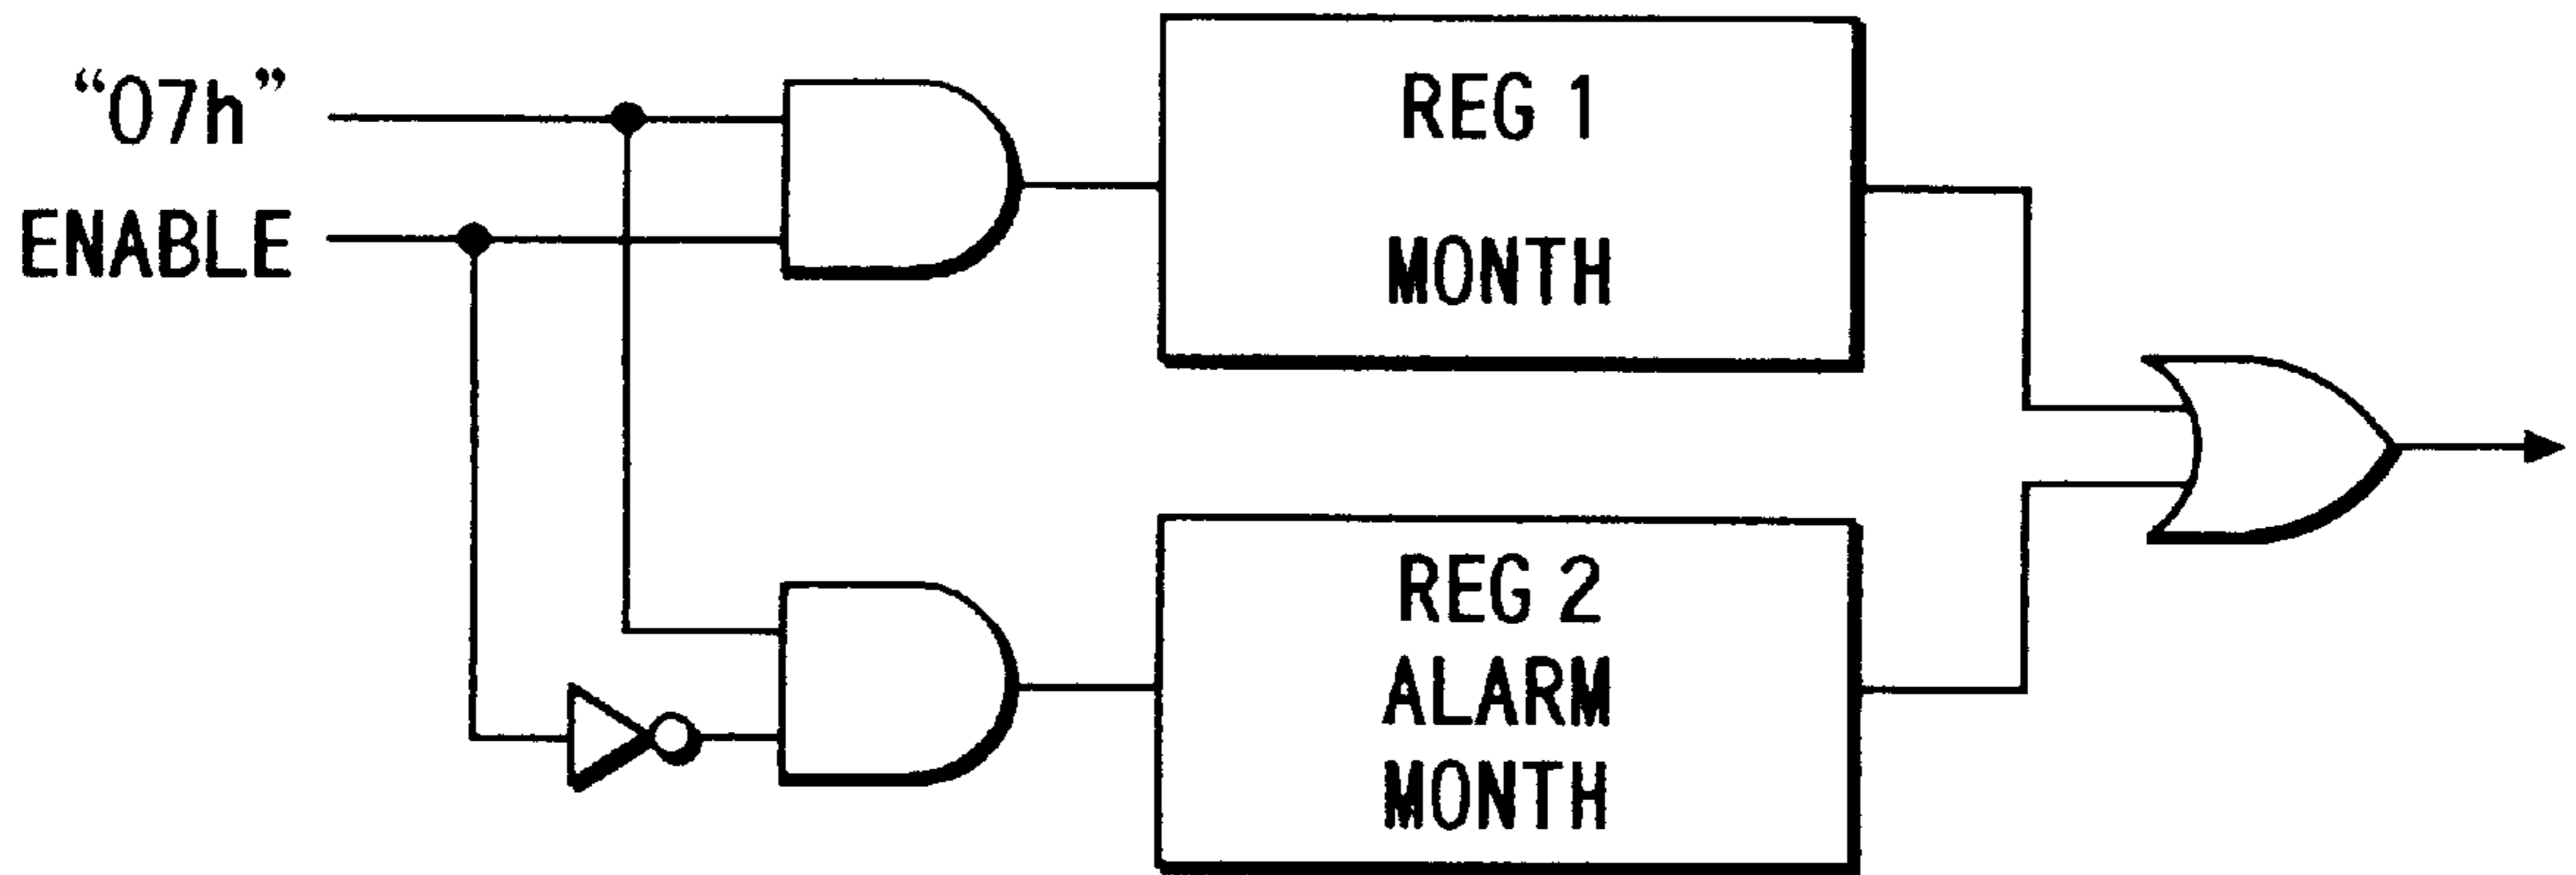 “07h”
ENABLE
REG 1
MONTH
REG 2
ALARM
MONTH